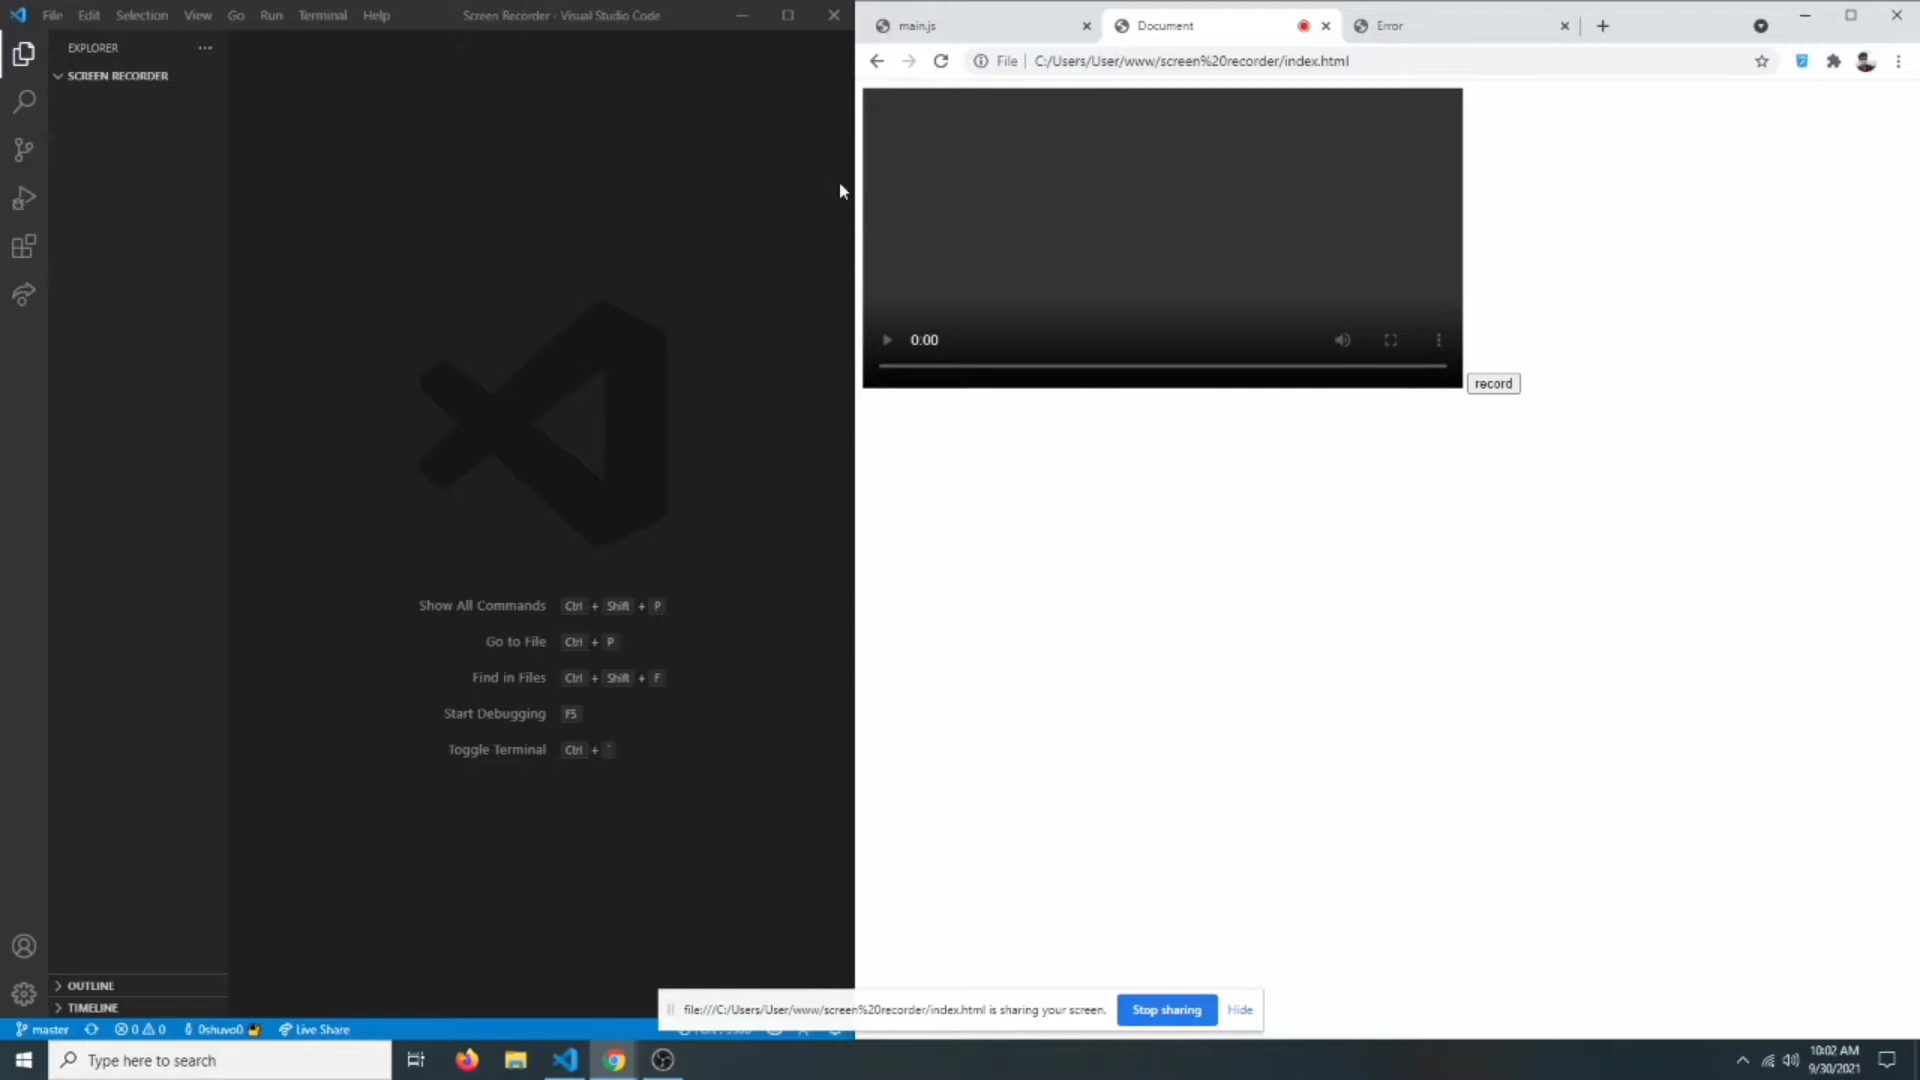 File Edit Selection View Go Run Terminal Help
Screen Recorder - Visual Studio Code
EXPLORER
SCREEN RECORDER
Show All Commands Ctrl + Shift + P
Go to File Ctrl + P
Find in Files Ctrl + Shift + F
Start Debugging F5
Toggle Terminal Ctrl + `
OUTLINE
TIMELINE
master 0 0 0shuvo0 Live Share
main.js
Document
Error
File C:/Users/User/www/screen%20recorder/index.html
0:00
record
file:///C:/Users/User/www/screen%20recorder/index.html is sharing your screen. Stop sharing Hide
Type here to search
10:02 AM
9/30/2021